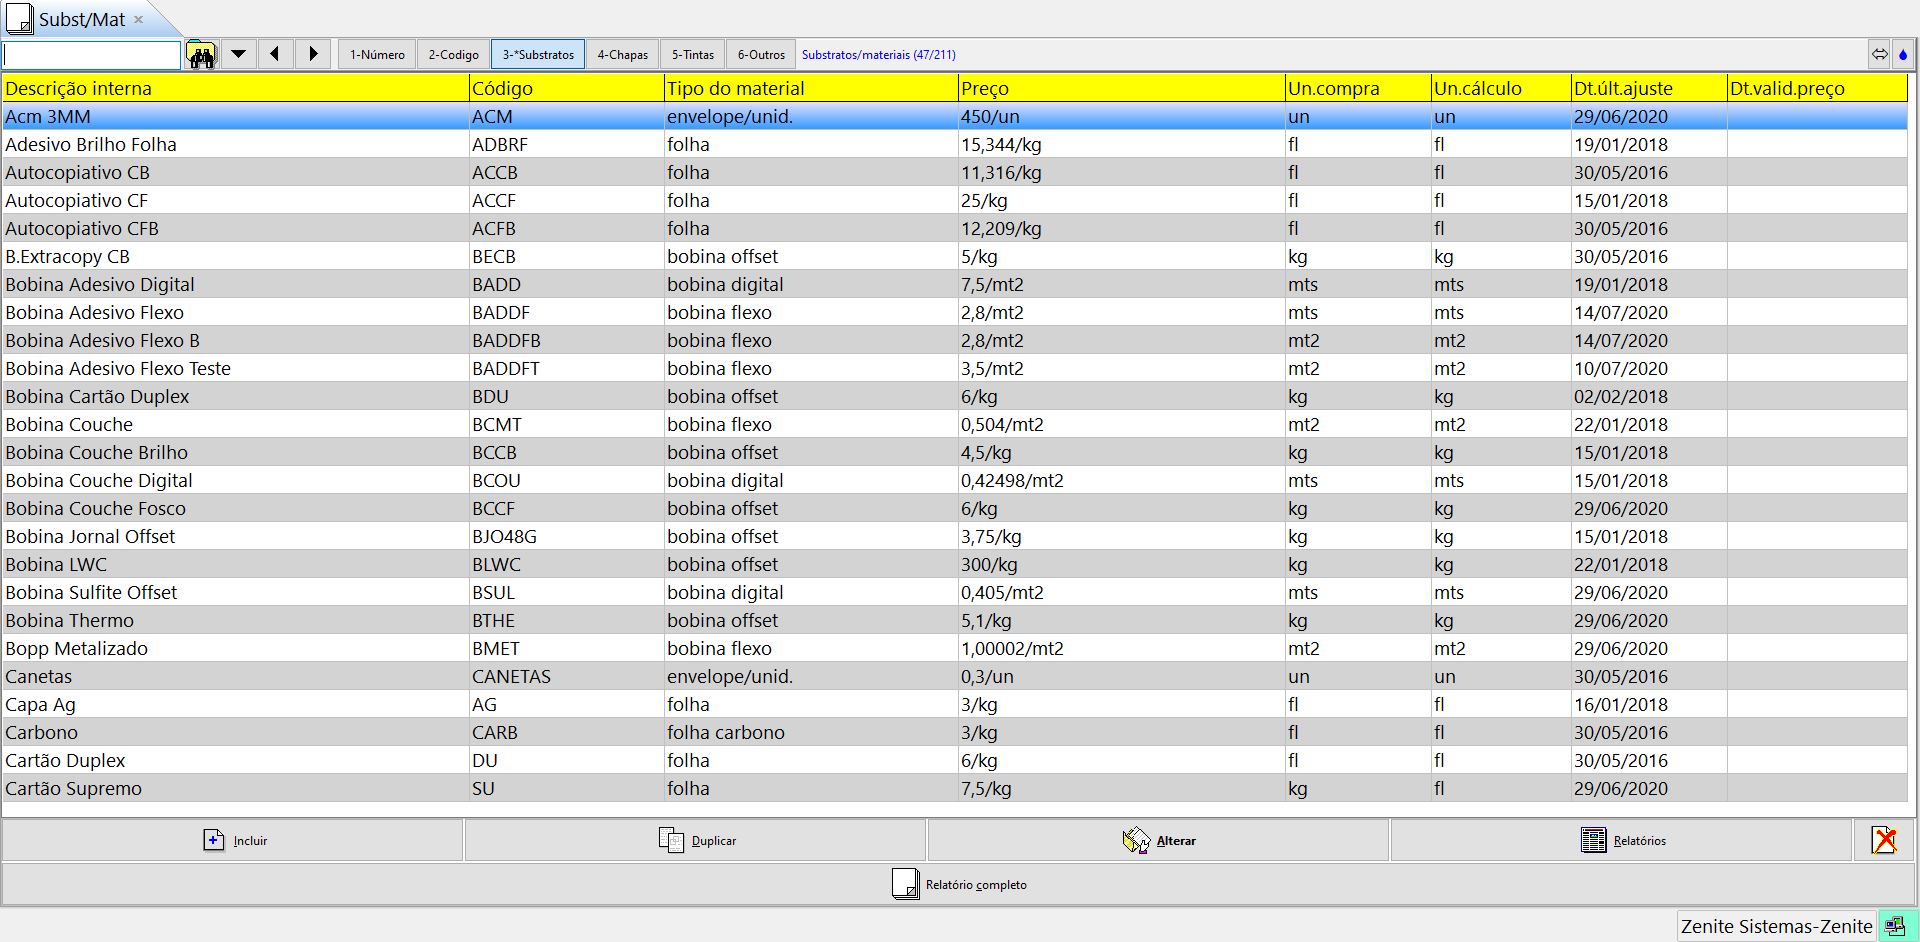 Subst/Mat ×
1-Número 2-Codigo 3-*Substratos 4-Chapas 5-Tintas 6-Outros Substratos/materiais (47/211)
Descrição interna Código Tipo do material Preço Un.compra Un.cálculo Dt.últ.ajuste Dt.valid.preço
Acm 3MM ACM envelope/unid. 450/un un un 29/06/2020
Adesivo Brilho Folha ADBRF folha 15,344/kg fl fl 19/01/2018
Autocopiativo CB ACCB folha 11,316/kg fl fl 30/05/2016
Autocopiativo CF ACCF folha 25/kg fl fl 15/01/2018
Autocopiativo CFB ACFB folha 12,209/kg fl fl 30/05/2016
B.Extracopy CB BECB bobina offset 5/kg kg kg 30/05/2016
Bobina Adesivo Digital BADD bobina digital 7,5/mt2 mts mts 19/01/2018
Bobina Adesivo Flexo BADDF bobina flexo 2,8/mt2 mts mts 14/07/2020
Bobina Adesivo Flexo B BADDFB bobina flexo 2,8/mt2 mt2 mt2 14/07/2020
Bobina Adesivo Flexo Teste BADDFT bobina flexo 3,5/mt2 mt2 mt2 10/07/2020
Bobina Cartão Duplex BDU bobina offset 6/kg kg kg 02/02/2018
Bobina Couche BCMT bobina flexo 0,504/mt2 mt2 mt2 22/01/2018
Bobina Couche Brilho BCCB bobina offset 4,5/kg kg kg 15/01/2018
Bobina Couche Digital BCOU bobina digital 0,42498/mt2 mts mts 15/01/2018
Bobina Couche Fosco BCCF bobina offset 6/kg kg kg 29/06/2020
Bobina Jornal Offset BJO48G bobina offset 3,75/kg kg kg 15/01/2018
Bobina LWC BLWC bobina offset 300/kg kg kg 22/01/2018
Bobina Sulfite Offset BSUL bobina digital 0,405/mt2 mts mts 29/06/2020
Bobina Thermo BTHE bobina offset 5,1/kg kg kg 29/06/2020
Bopp Metalizado BMET bobina flexo 1,00002/mt2 mt2 mt2 29/06/2020
Canetas CANETAS envelope/unid. 0,3/un un un 30/05/2016
Capa Ag AG folha 3/kg fl fl 16/01/2018
Carbono CARB folha carbono 3/kg fl fl 30/05/2016
Cartão Duplex DU folha 6/kg fl fl 30/05/2016
Cartão Supremo SU folha 7,5/kg kg fl 29/06/2020
Incluir Duplicar Alterar Relatórios
Relatório completo
Zenite Sistemas-Zenite